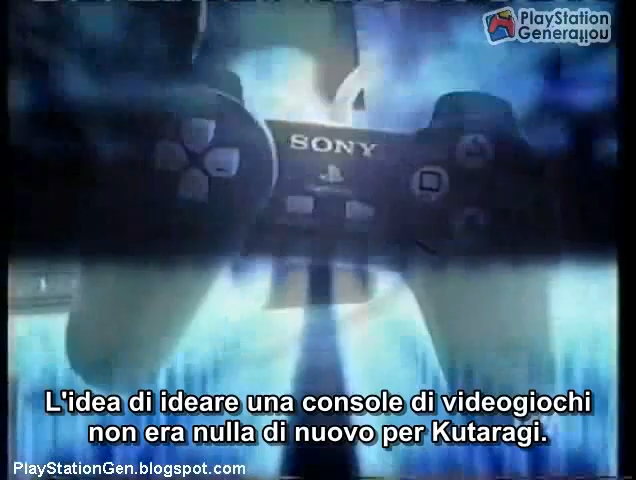 PlayStation
Generation
SONY
L'idea di ideare una console di videogiochi
non era nulla di nuovo per Kutaragi.
PlayStationGen.blogspot.com